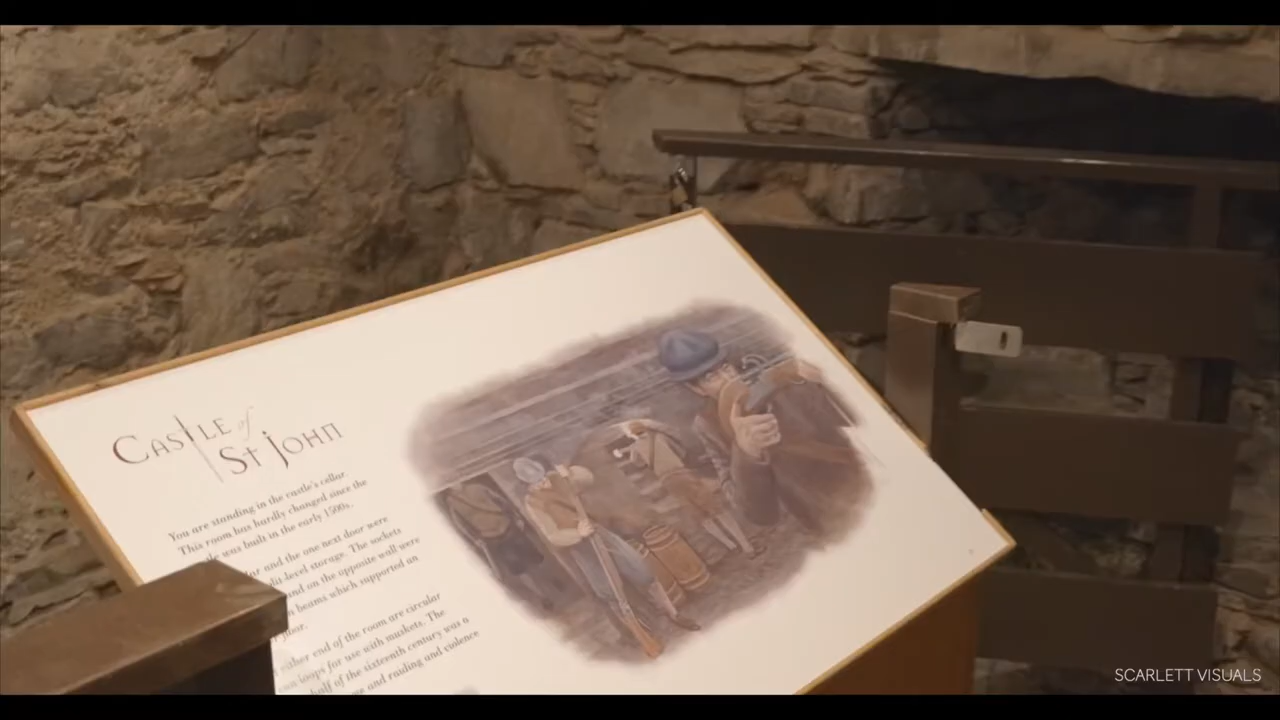 CASTLE of
St John
You are standing in the castle's cellar.
This room has hardly changed since the
was built in the early 1500s.
and the one next door were
level storage. The sockets
and on the opposite wall were
beams which supported an
end of the room are circular
loops for use with muskets. The
half of the sixteenth century was a
and raiding and violence
SCARLETT VISUALS